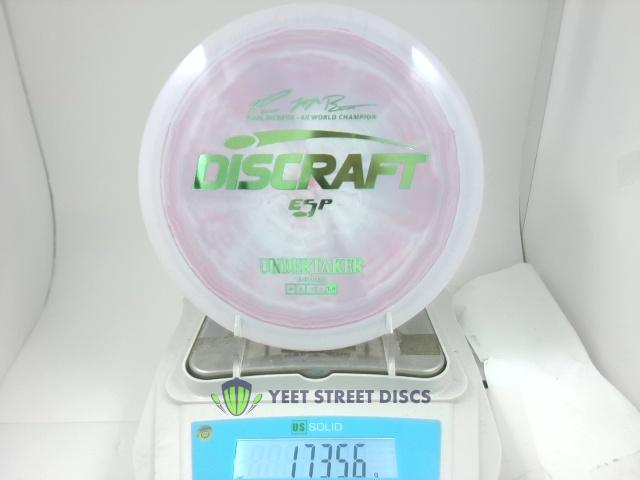 PAUL MCBETH - 6X WORLD CHAMPION
DISCRAFT
ESP
UNDERTAKER
YEET STREET DISCS
US SOLID
173.56 g